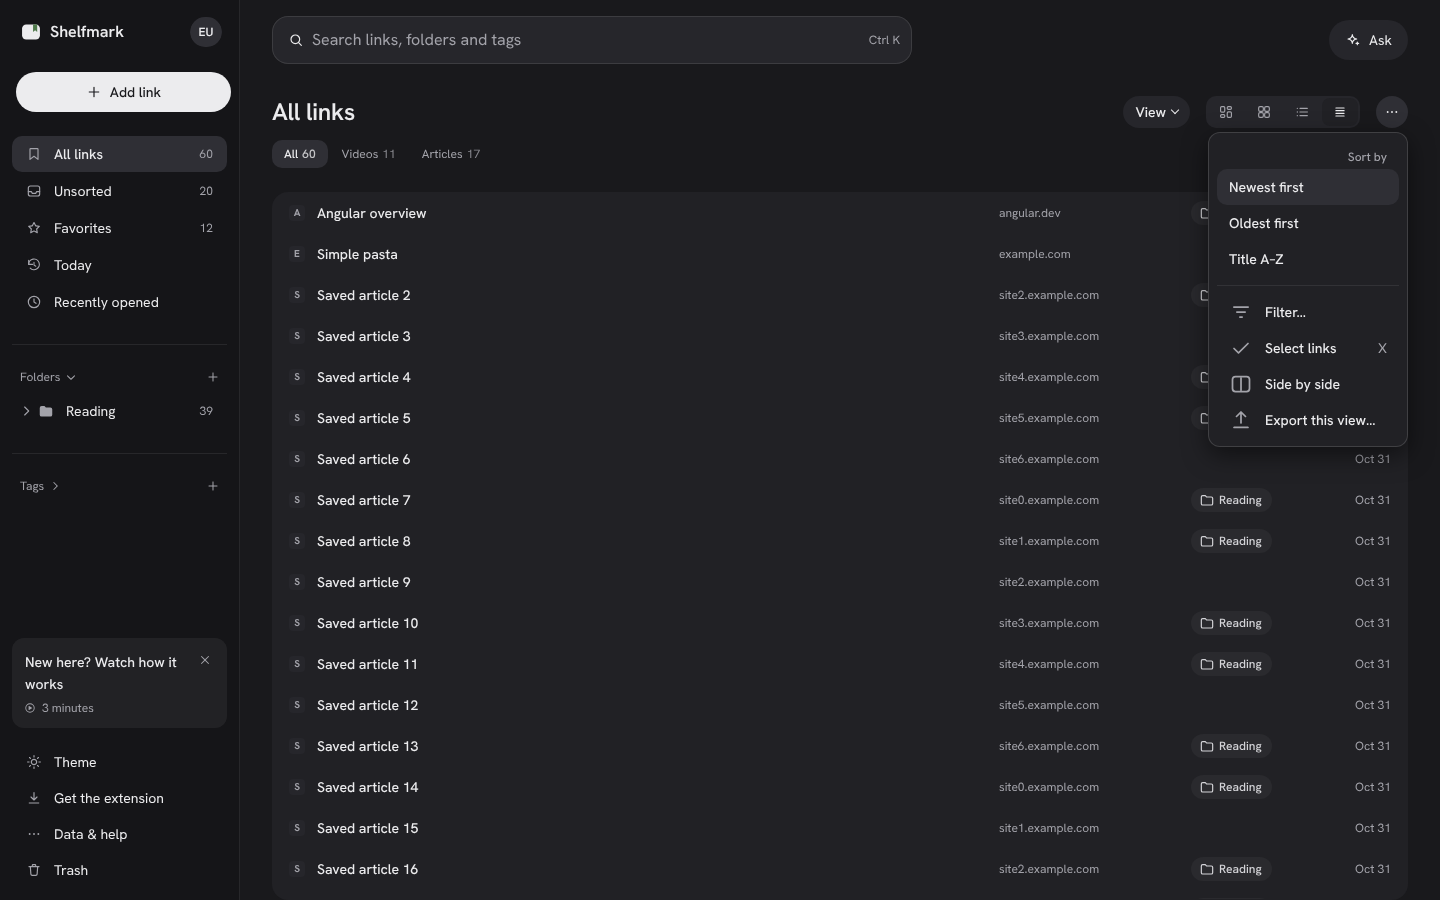 Shelfmark
EU
Add link
All links 60
Unsorted 20
Favorites 12
Today
Recently opened
Folders
Reading 39
Tags
New here? Watch how it
works
3 minutes
Theme
Get the extension
Data & help
Trash
Search links, folders and tags Ctrl K
Ask
All links
View
All 60 Videos 11 Articles 17
Sort by
Newest first
Oldest first
Title A–Z
Filter...
Select links X
Side by side
Export this view...
A Angular overview angular.dev
E Simple pasta example.com
S Saved article 2 site2.example.com
S Saved article 3 site3.example.com
S Saved article 4 site4.example.com
S Saved article 5 site5.example.com
S Saved article 6 site6.example.com Oct 31
S Saved article 7 site0.example.com Reading Oct 31
S Saved article 8 site1.example.com Reading Oct 31
S Saved article 9 site2.example.com Oct 31
S Saved article 10 site3.example.com Reading Oct 31
S Saved article 11 site4.example.com Reading Oct 31
S Saved article 12 site5.example.com Oct 31
S Saved article 13 site6.example.com Reading Oct 31
S Saved article 14 site0.example.com Reading Oct 31
S Saved article 15 site1.example.com Oct 31
S Saved article 16 site2.example.com Reading Oct 31